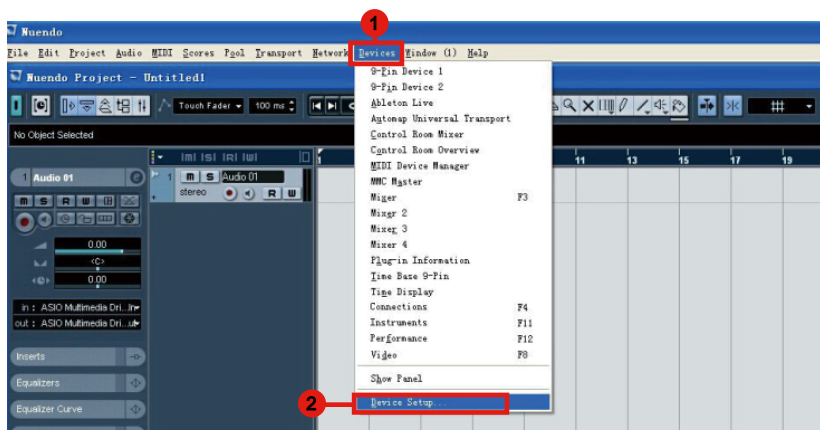 1
Nuendo
File Edit Project Audio MIDI Scores Pool Transport Network Devices Window (1) Help
Nuendo Project - Untitled1
Touch Fader 100 ms
No Object Selected
9-Pin Device 1
9-Pin Device 2
Ableton Live
Automap Universal Transport
Control Room Mixer
Control Room Overview
MIDI Device Manager
MMC Master
Mixer F3
Mixer 2
Mixer 3
Mixer 4
Plug-in Information
Time Base 9-Pin
Time Display
Connections F4
Instruments F11
Performance F12
Video F8
Show Panel
2
Device Setup...
11 13 15 17 19
1 Audio 01
m S R W
0.00
<C>
0.00
in : ASIO Multimedia Dri..
out : ASIO Multimedia Dri..
Inserts
Equalizers
Equalizer Curve
m S R W
1 m S Audio 01
stereo R W